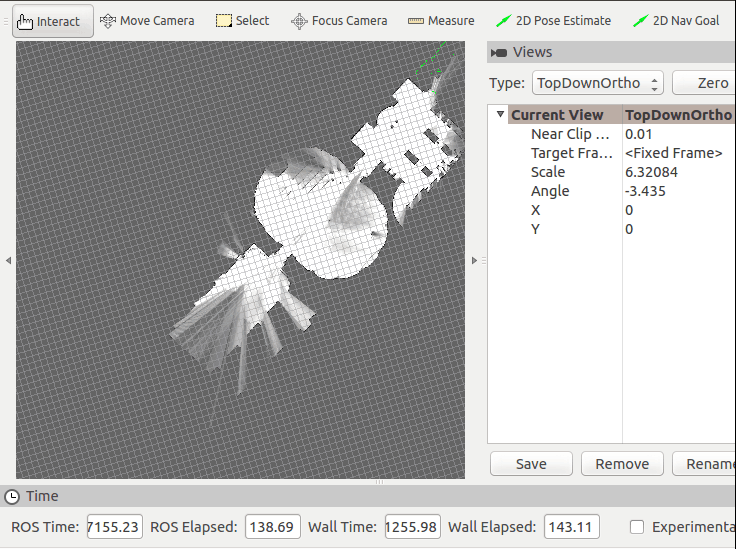 Interact Move Camera Select Focus Camera Measure 2D Pose Estimate 2D Nav Goal
Views
Type: TopDownOrtho Zero
Current View TopDownOrtho
Near Clip ... 0.01
Target Fra... <Fixed Frame>
Scale 6.32084
Angle -3.435
X 0
Y 0
Save Remove Rename
Time
ROS Time: 7155.23 ROS Elapsed: 138.69 Wall Time: 1255.98 Wall Elapsed: 143.11 Experimenta